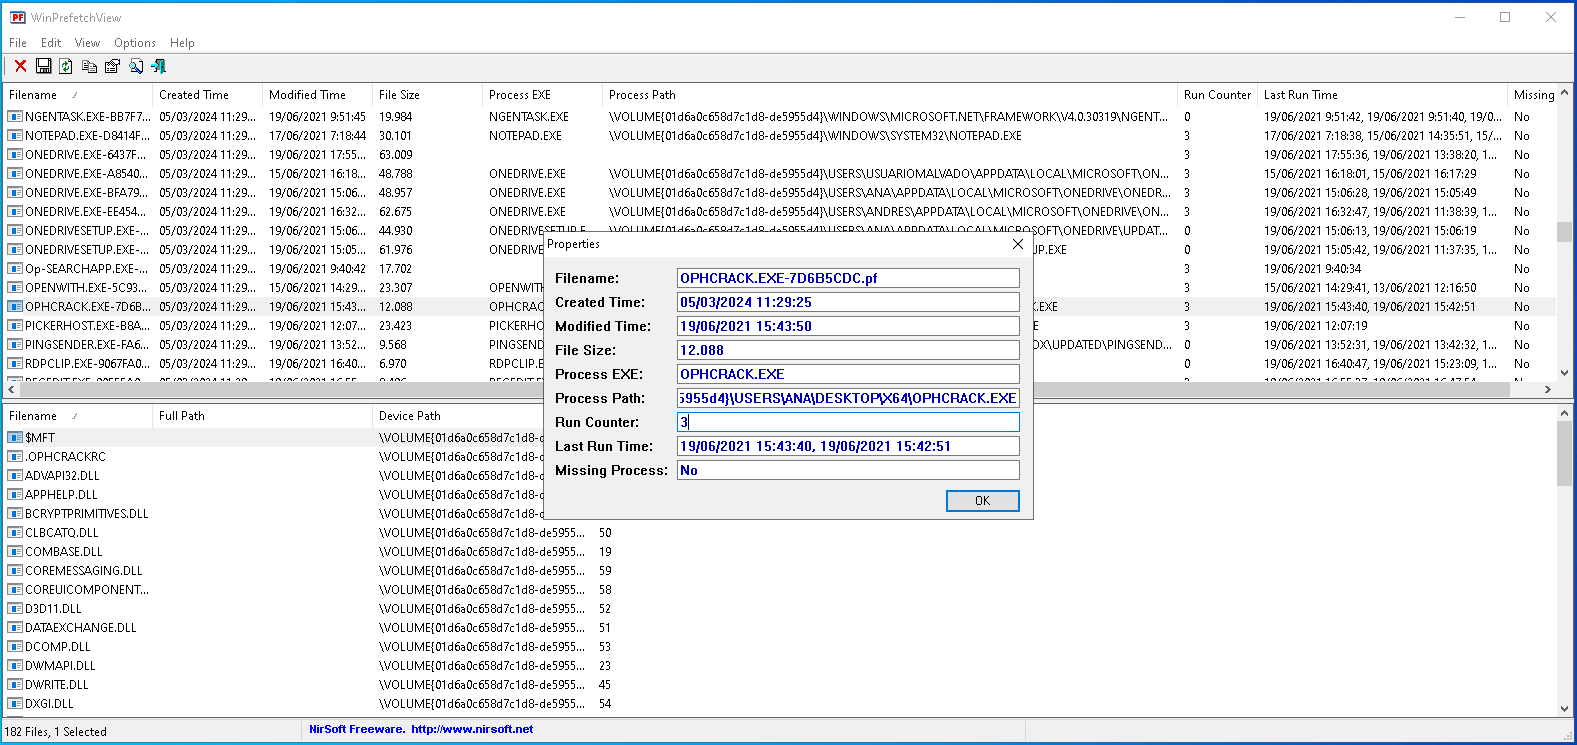 WinPrefetchView
File Edit View Options Help
Filename Created Time Modified Time File Size Process EXE Process Path Run Counter Last Run Time Missing
NGENTASK.EXE-BB7F7... 05/03/2024 11:29... 19/06/2021 9:51:45 19.984 NGENTASK.EXE \VOLUME{01d6a0c658d7c1d8-de5955d4}\WINDOWS\MICROSOFT.NET\FRAMEWORK\V4.0.30319\NGENT... 0 19/06/2021 9:51:42, 19/06/2021 9:51:40, 19/0... No
NOTEPAD.EXE-D8414F... 05/03/2024 11:29... 17/06/2021 7:18:44 30.101 NOTEPAD.EXE \VOLUME{01d6a0c658d7c1d8-de5955d4}\WINDOWS\SYSTEM32\NOTEPAD.EXE 0 17/06/2021 7:18:38, 15/06/2021 14:35:51, 15/... No
ONEDRIVE.EXE-6437F... 05/03/2024 11:29... 19/06/2021 17:55... 63.009 3 19/06/2021 17:55:36, 19/06/2021 13:38:20, 1... No
ONEDRIVE.EXE-A8540... 05/03/2024 11:29... 15/06/2021 16:18... 48.788 ONEDRIVE.EXE \VOLUME{01d6a0c658d7c1d8-de5955d4}\USERS\USUARIOMALVADO\APPDATA\LOCAL\MICROSOFT\ON... 3 15/06/2021 16:18:01, 15/06/2021 16:17:29 No
ONEDRIVE.EXE-BFA79... 05/03/2024 11:29... 19/06/2021 15:06... 48.957 ONEDRIVE.EXE \VOLUME{01d6a0c658d7c1d8-de5955d4}\USERS\ANA\APPDATA\LOCAL\MICROSOFT\ONEDRIVE\ONEDR... 3 19/06/2021 15:06:28, 19/06/2021 15:05:49 No
ONEDRIVE.EXE-EE454... 05/03/2024 11:29... 19/06/2021 16:32... 62.675 ONEDRIVE.EXE \VOLUME{01d6a0c658d7c1d8-de5955d4}\USERS\ANDRES\APPDATA\LOCAL\MICROSOFT\ONEDRIVE\ON... 3 19/06/2021 16:32:47, 19/06/2021 11:38:39, 1... No
ONEDRIVESETUP.EXE-... 05/03/2024 11:29... 19/06/2021 15:06... 44.930 ONEDRIVESETUP.E... \VOLUME{01d6a0c658d7c1d8-de5955d4}\USERS\ANA\APPDATA\LOCAL\MICROSOFT\ONEDRIVE\UPDAT... 0 19/06/2021 15:06:13, 19/06/2021 15:06:19 No
ONEDRIVESETUP.EXE-... 05/03/2024 11:29... 19/06/2021 15:05... 61.976 ONEDRIVES UP.EXE 0 19/06/2021 15:05:42, 19/06/2021 11:37:35, 1... No
Op-SEARCHAPP.EXE-... 05/03/2024 11:29... 19/06/2021 9:40:42 17.702 3 19/06/2021 9:40:34 No
OPENWITH.EXE-5C93... 05/03/2024 11:29... 15/06/2021 14:29... 23.307 OPENWIT 3 15/06/2021 14:29:41, 13/06/2021 12:16:50 No
OPHCRACK.EXE-7D6B... 05/03/2024 11:29... 19/06/2021 15:43... 12.088 OPHCRAC K.EXE 3 19/06/2021 15:43:40, 19/06/2021 15:42:51 No
PICKERHOST.EXE-B8A... 05/03/2024 11:29... 19/06/2021 12:07... 23.423 PICKERHO E 3 19/06/2021 12:07:19 No
PINGSENDER.EXE-FA6... 05/03/2024 11:29... 19/06/2021 13:52... 9.568 PINGSEND OX\UPDATED\PINGSEND... 0 19/06/2021 13:52:31, 19/06/2021 13:42:32, 1... No
RDPCLIP.EXE-9067FA0... 05/03/2024 11:29... 19/06/2021 16:40... 6.970 RDPCLIP.E 0 19/06/2021 16:40:47, 19/06/2021 15:23:09, 1... No
Properties
Filename: OPHCRACK.EXE-7D6B5CDC.pf
Created Time: 05/03/2024 11:29:25
Modified Time: 19/06/2021 15:43:50
File Size: 12.088
Process EXE: OPHCRACK.EXE
Process Path: 5955d4}\USERS\ANA\DESKTOP\X64\OPHCRACK.EXE
Run Counter: 3
Last Run Time: 19/06/2021 15:43:40, 19/06/2021 15:42:51
Missing Process: No
OK
Filename Full Path Device Path
$MFT \VOLUME{01d6a0c658d7c1d8-d
.OPHCRACKRC \VOLUME{01d6a0c658d7c1d8-d
ADVAPI32.DLL \VOLUME{01d6a0c658d7c1d8-d
APPHELP.DLL \VOLUME{01d6a0c658d7c1d8-d
BCRYPTPRIMITIVES.DLL \VOLUME{01d6a0c658d7c1d8-d
CLBCATQ.DLL \VOLUME{01d6a0c658d7c1d8-de5955... 50
COMBASE.DLL \VOLUME{01d6a0c658d7c1d8-de5955... 19
COREMESSAGING.DLL \VOLUME{01d6a0c658d7c1d8-de5955... 59
COREUICOMPONENT... \VOLUME{01d6a0c658d7c1d8-de5955... 58
D3D11.DLL \VOLUME{01d6a0c658d7c1d8-de5955... 52
DATAEXCHANGE.DLL \VOLUME{01d6a0c658d7c1d8-de5955... 51
DCOMP.DLL \VOLUME{01d6a0c658d7c1d8-de5955... 53
DWMAPI.DLL \VOLUME{01d6a0c658d7c1d8-de5955... 23
DWRITE.DLL \VOLUME{01d6a0c658d7c1d8-de5955... 45
DXGI.DLL \VOLUME{01d6a0c658d7c1d8-de5955... 54
182 Files, 1 Selected NirSoft Freeware. http://www.nirsoft.net